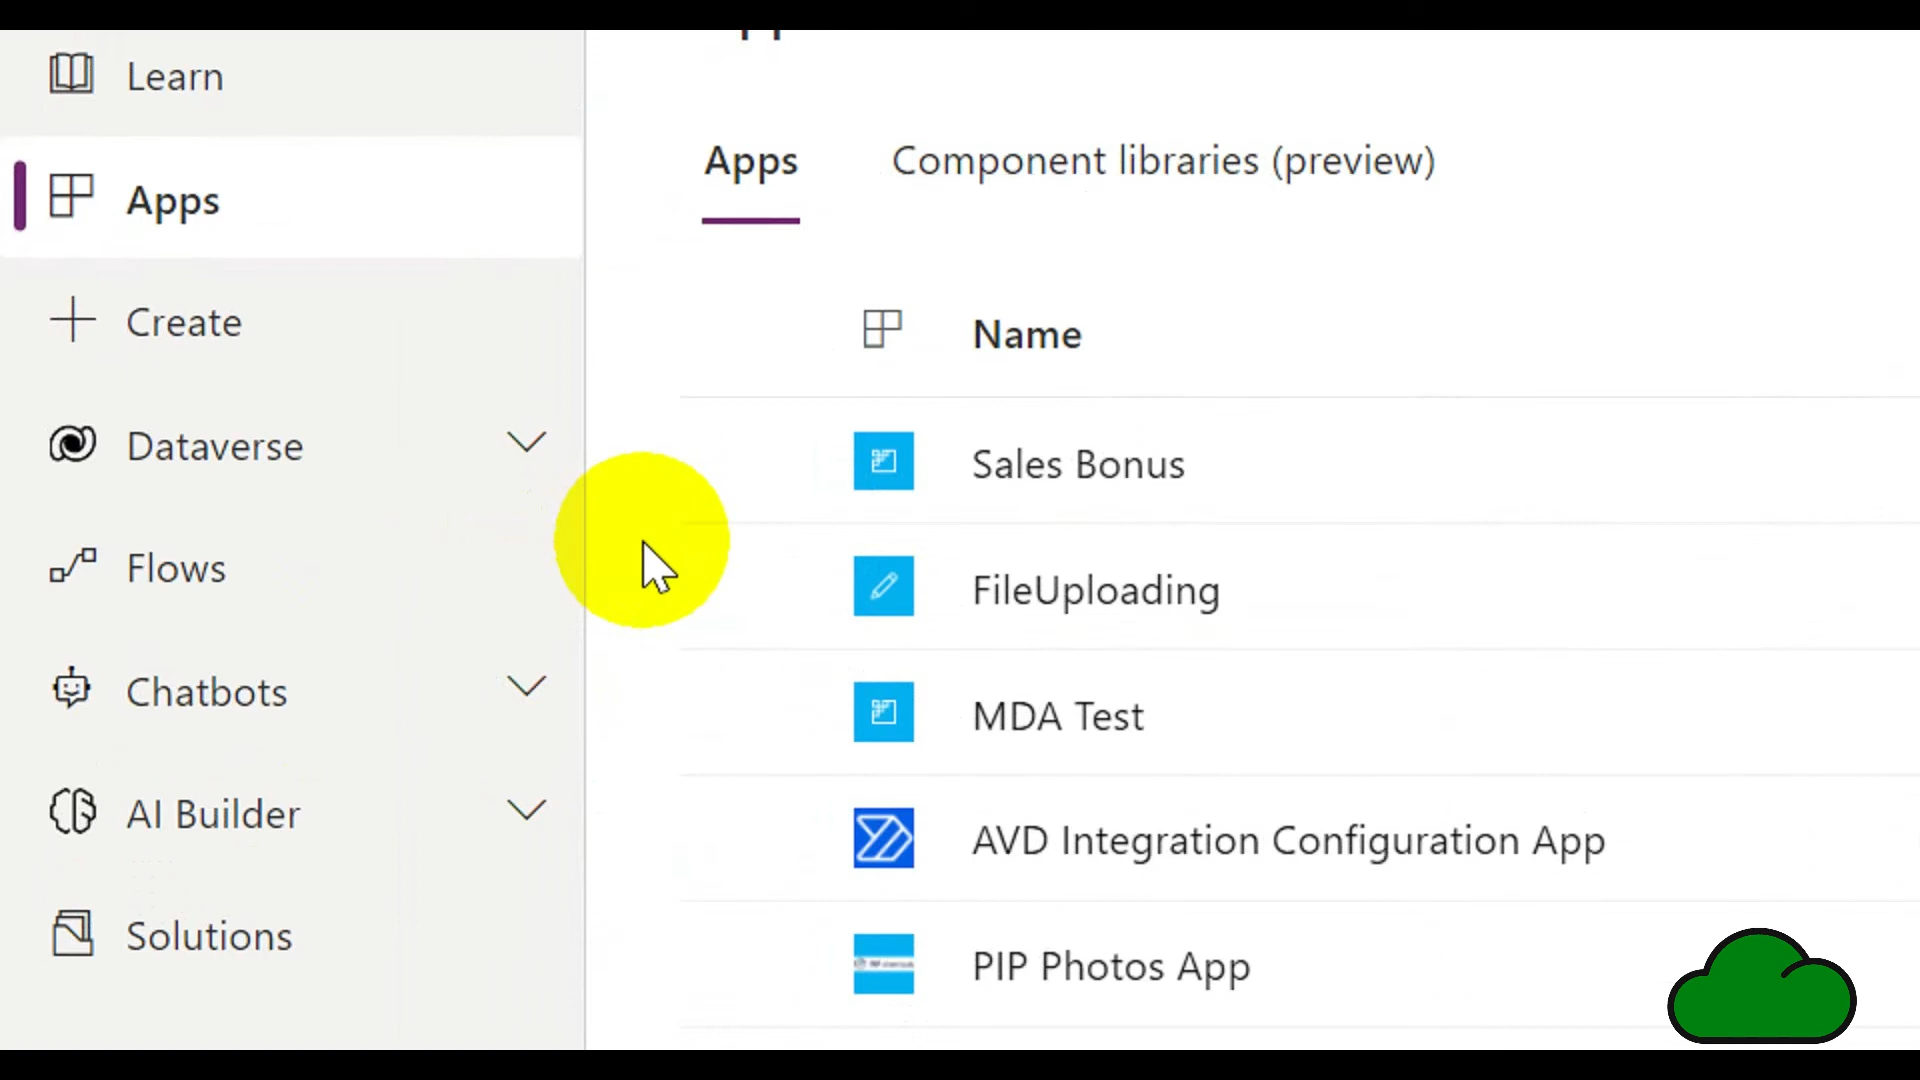 Learn
Apps
Create
Dataverse
Flows
Chatbots
AI Builder
Solutions
Apps
Component libraries (preview)
Name
Sales Bonus
FileUploading
MDA Test
AVD Integration Configuration App
PIP Photos App